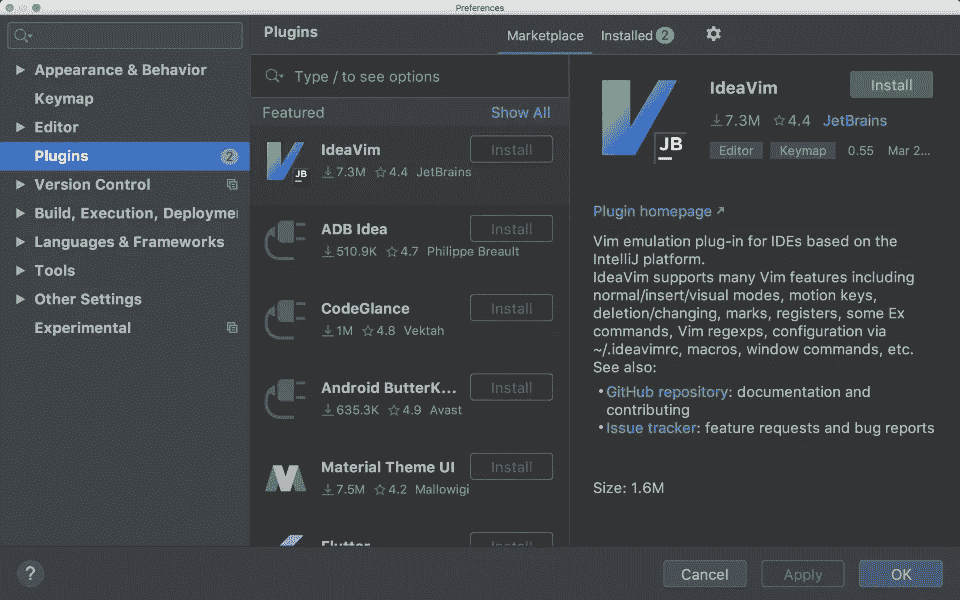 Preferences
Appearance & Behavior
Keymap
Editor
Plugins 2
Version Control
Build, Execution, Deployme
Languages & Frameworks
Tools
Other Settings
Experimental
?
Plugins Marketplace Installed 2
Type / to see options
Featured Show All
IdeaVim Install
7.3M 4.4 JetBrains
ADB Idea Install
510.9K 4.7 Philippe Breault
CodeGlance Install
1M 4.8 Vektah
Android ButterK... Install
635.3K 4.9 Avast
Material Theme UI Install
7.5M 4.2 Mallowigi
Flutter Install
JB
JB
IdeaVim Install
7.3M 4.4 JetBrains
Editor Keymap 0.55 Mar 2...
Plugin homepage ↗
Vim emulation plug-in for IDEs based on the
IntelliJ platform.
IdeaVim supports many Vim features including
normal/insert/visual modes, motion keys,
deletion/changing, marks, registers, some Ex
commands, Vim regexps, configuration via
~/.ideavimrc, macros, window commands, etc.
See also:
• GitHub repository: documentation and
contributing
• Issue tracker: feature requests and bug reports
Size: 1.6M
Cancel Apply OK